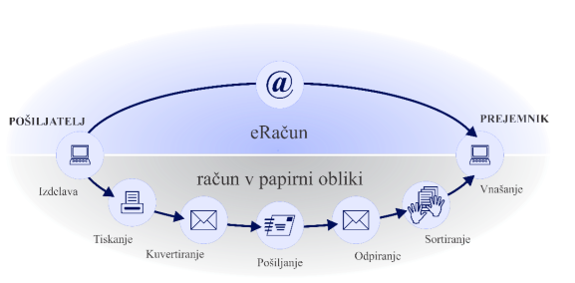 @
POŠILJATELJ
PREJEMNIK
eRačun
račun v papirni obliki
Izdelava
Vnašanje
Tiskanje
Sortiranje
Kuvertiranje
Odpiranje
Pošiljanje